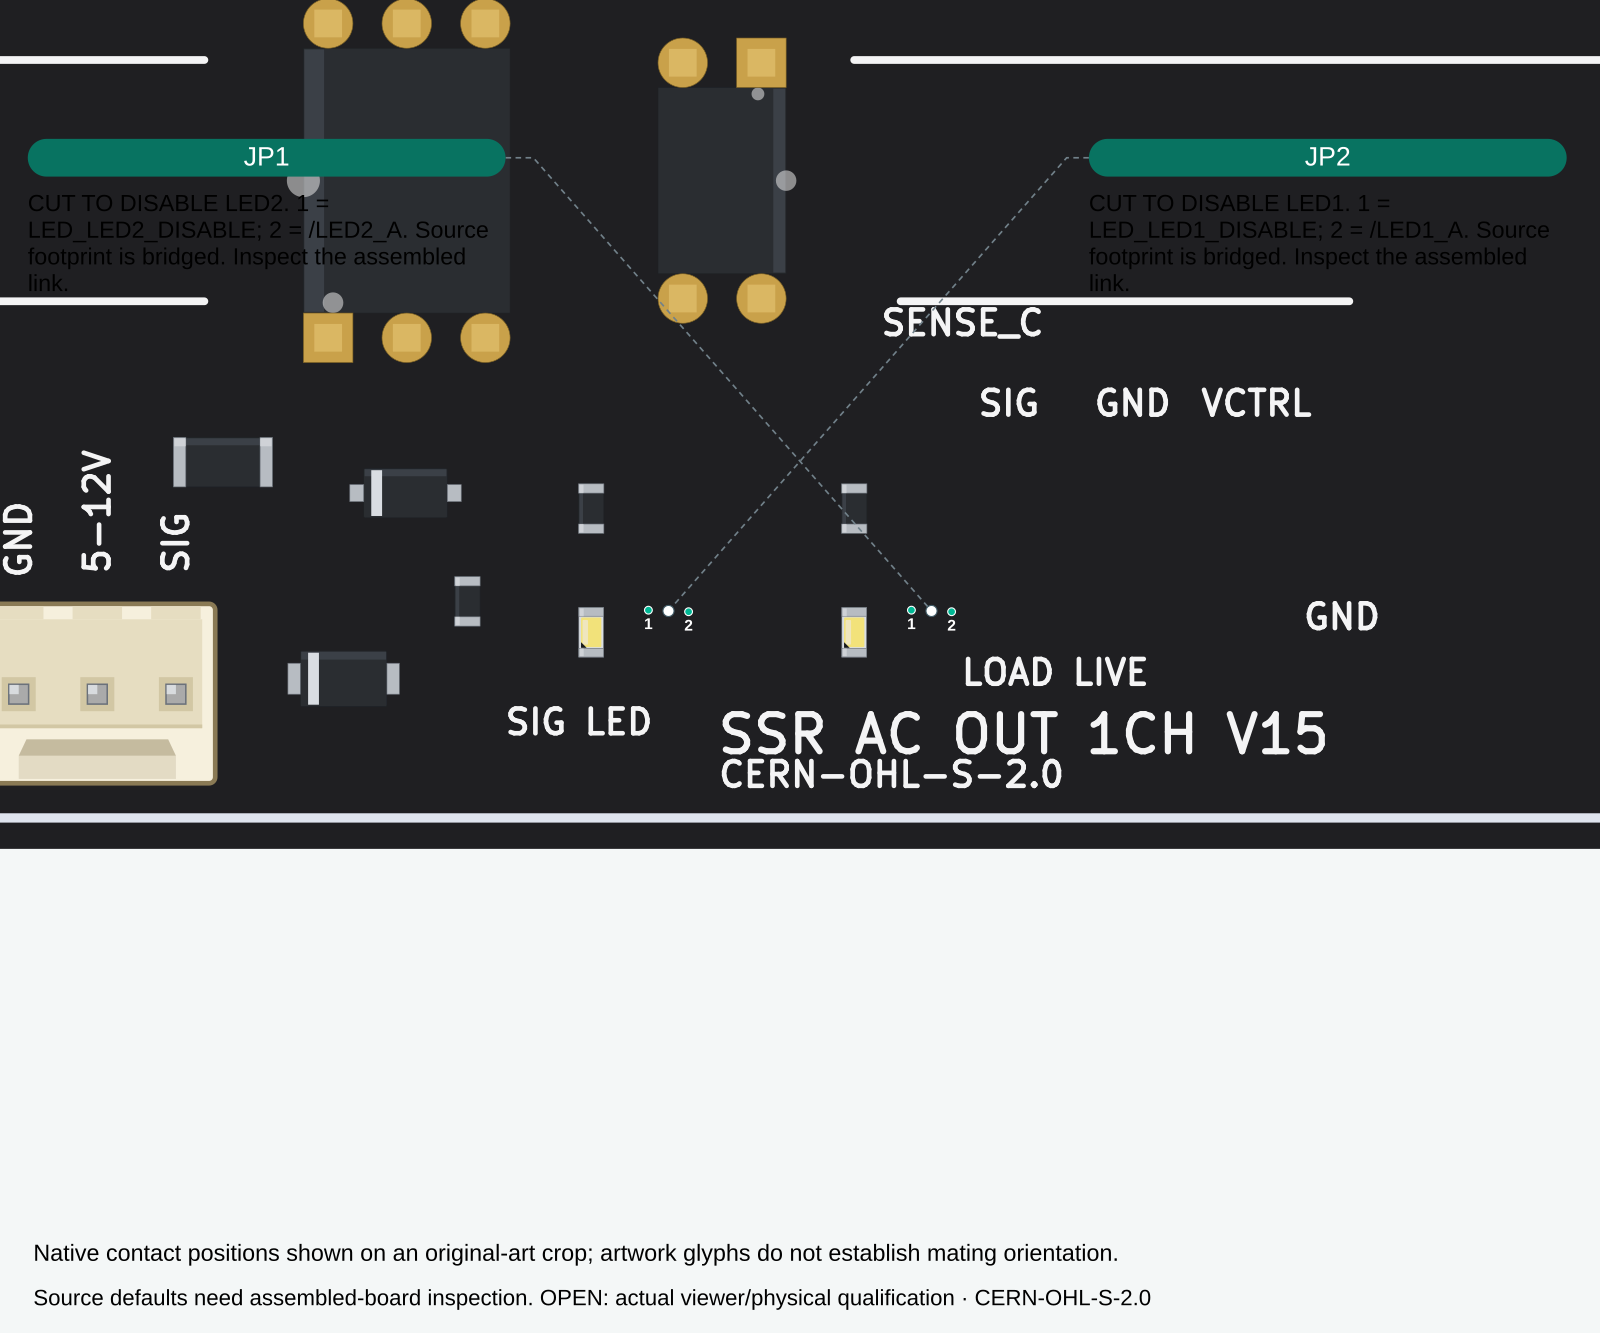 JP1
CUT TO DISABLE LED2. 1 =
LED_LED2_DISABLE; 2 = /LED2_A. Source
footprint is bridged. Inspect the assembled
link.
JP2
CUT TO DISABLE LED1. 1 =
LED_LED1_DISABLE; 2 = /LED1_A. Source
footprint is bridged. Inspect the assembled
link.
SENSE_C
SIG GND VCTRL
GND
5-12V
SIG
1 2
1 2
GND
LOAD LIVE
SIG LED
SSR AC OUT 1CH V15
CERN-OHL-S-2.0
Native contact positions shown on an original-art crop; artwork glyphs do not establish mating orientation.
Source defaults need assembled-board inspection. OPEN: actual viewer/physical qualification · CERN-OHL-S-2.0